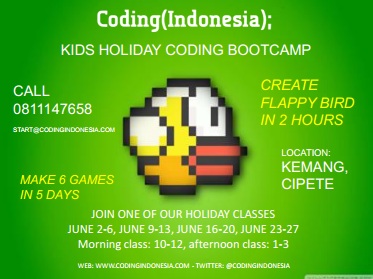 Coding(Indonesia);
KIDS HOLIDAY CODING BOOTCAMP
CALL
0811147658
START@CODINGINDONESIA.COM
CREATE
FLAPPY BIRD
IN 2 HOURS
LOCATION:
KEMANG,
CIPETE
MAKE 6 GAMES
IN 5 DAYS
JOIN ONE OF OUR HOLIDAY CLASSES
JUNE 2-6, JUNE 9-13, JUNE 16-20, JUNE 23-27
Morning class: 10-12, afternoon class: 1-3
WEB: WWW.CODINGINDONESIA.COM - TWITTER: @CODINGINDONESIA